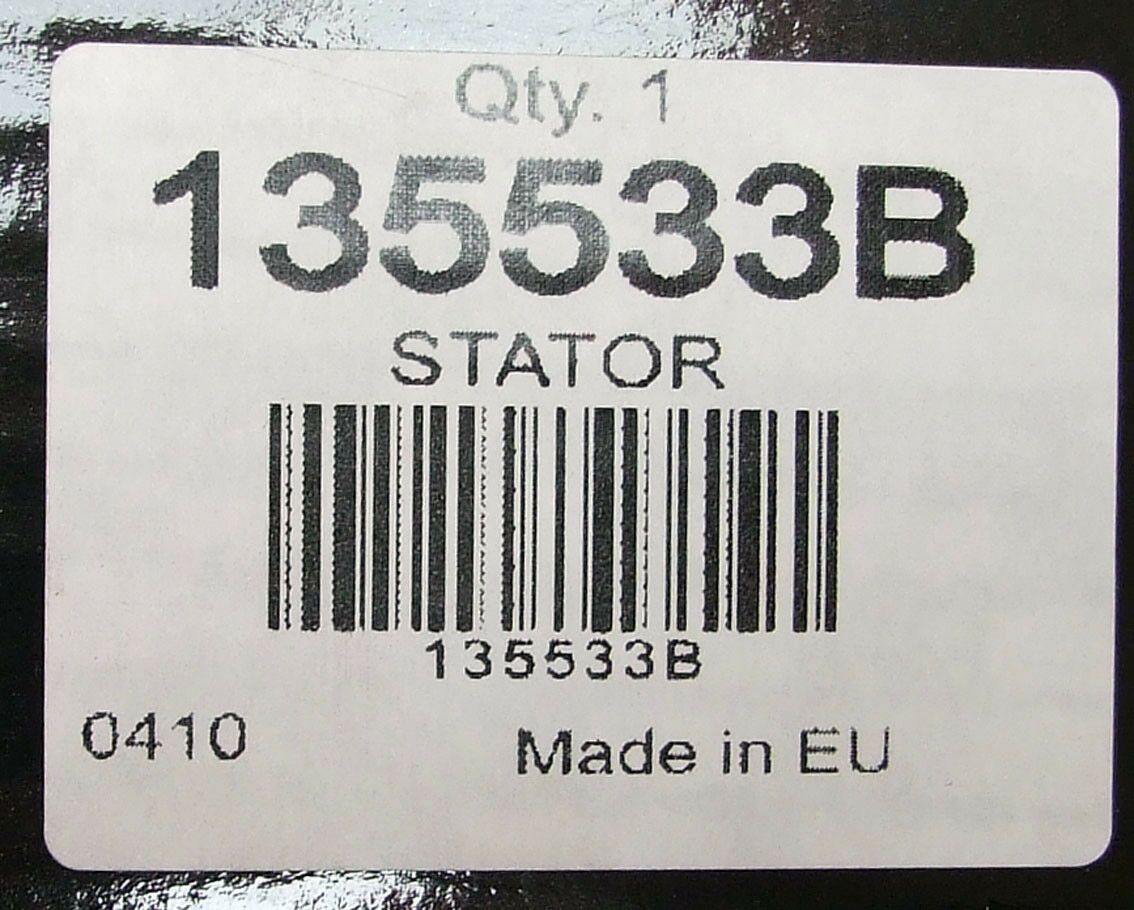 Qty. 1
135533B
STATOR
135533B
0410
Made in EU